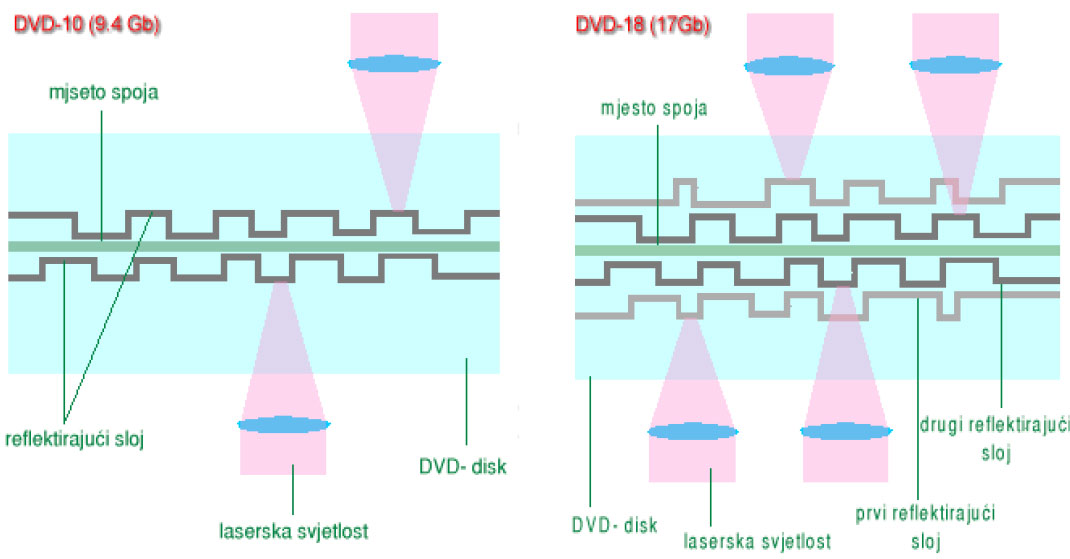 DVD-10 (9.4 Gb)
mjseto spoja
reflektirajući sloj
DVD- disk
laserska svjetlost
DVD-18 (17Gb)
mjesto spoja
drugi reflektirajući
sloj
prvi reflektirajući
sloj
DVD- disk
laserska svjetlost